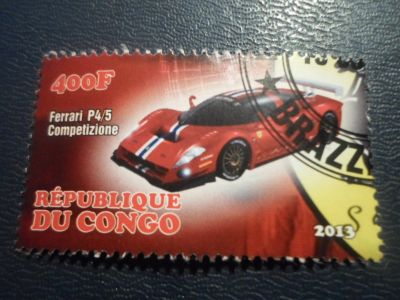 400F
Ferrari P4/5
Competizione
BRAZZ
RÉPUBLIQUE
DU CONGO
2013